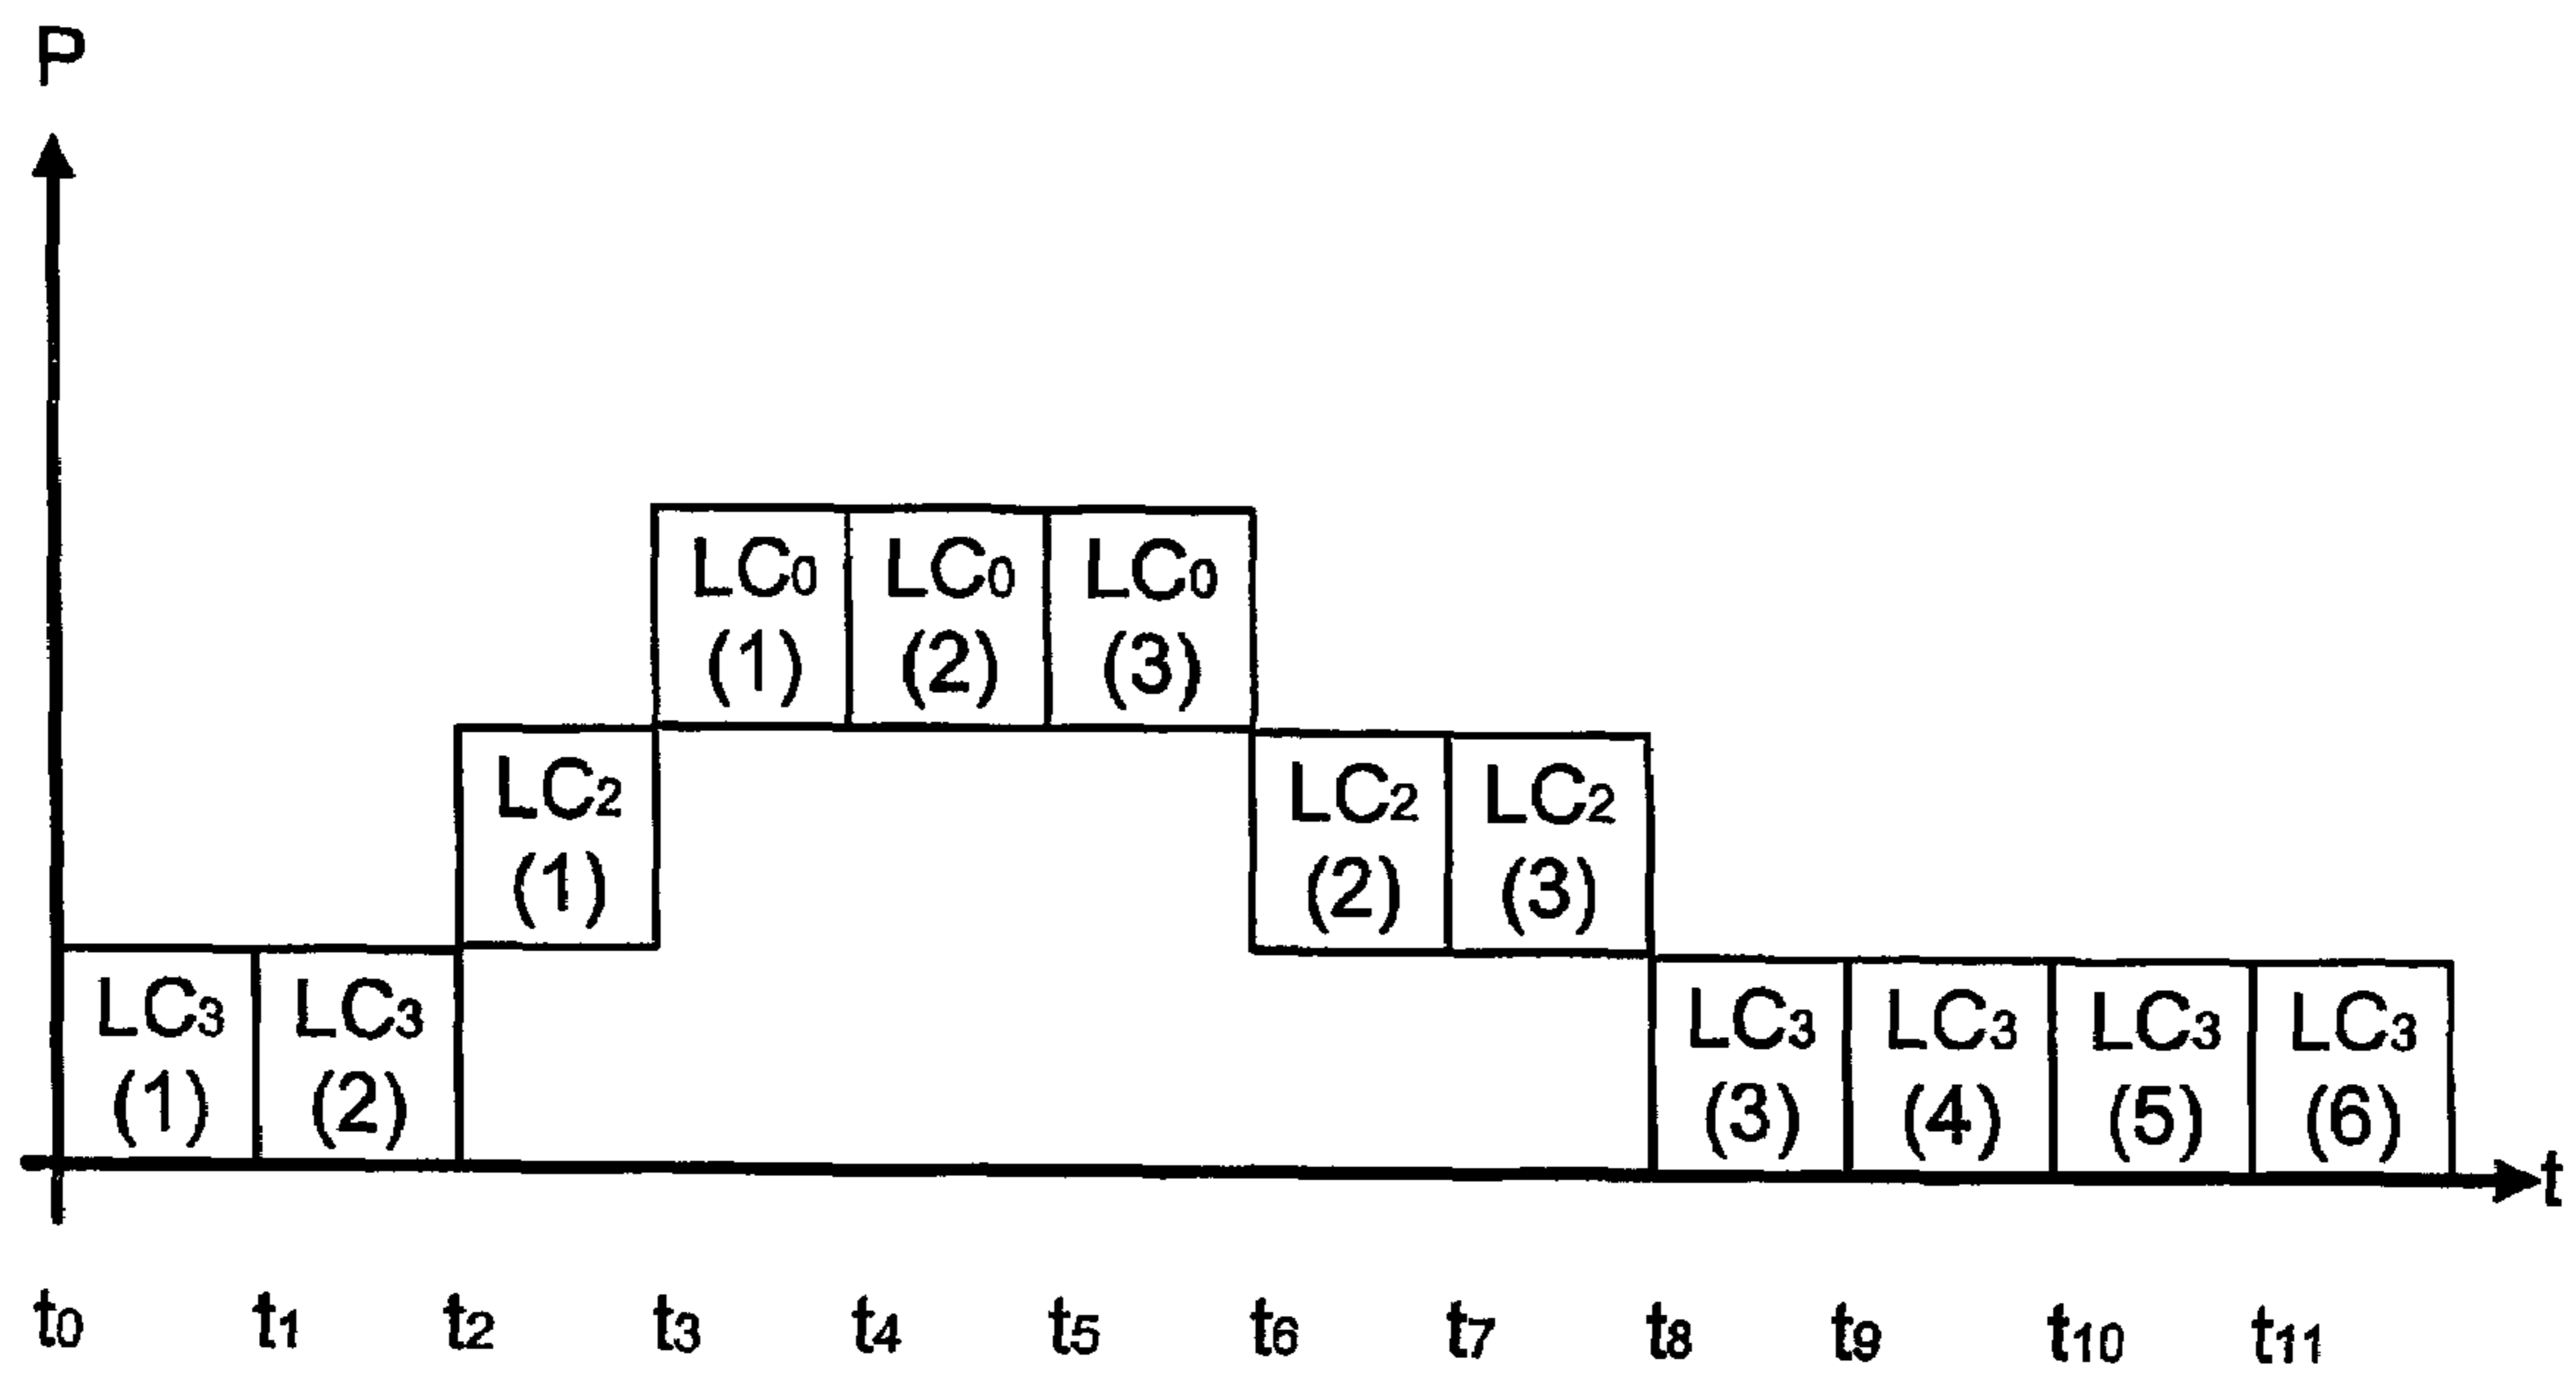 P
LC₀ LC₀ LC₀
(1) (2) (3)
LC₂ LC₂ LC₂
(1) (2) (3)
LC₃ LC₃ LC₃ LC₃ LC₃ LC₃
(1) (2) (3) (4) (5) (6)
t
t₀ t₁ t₂ t₃ t₄ t₅ t₆ t₇ t₈ t₉ t₁₀ t₁₁